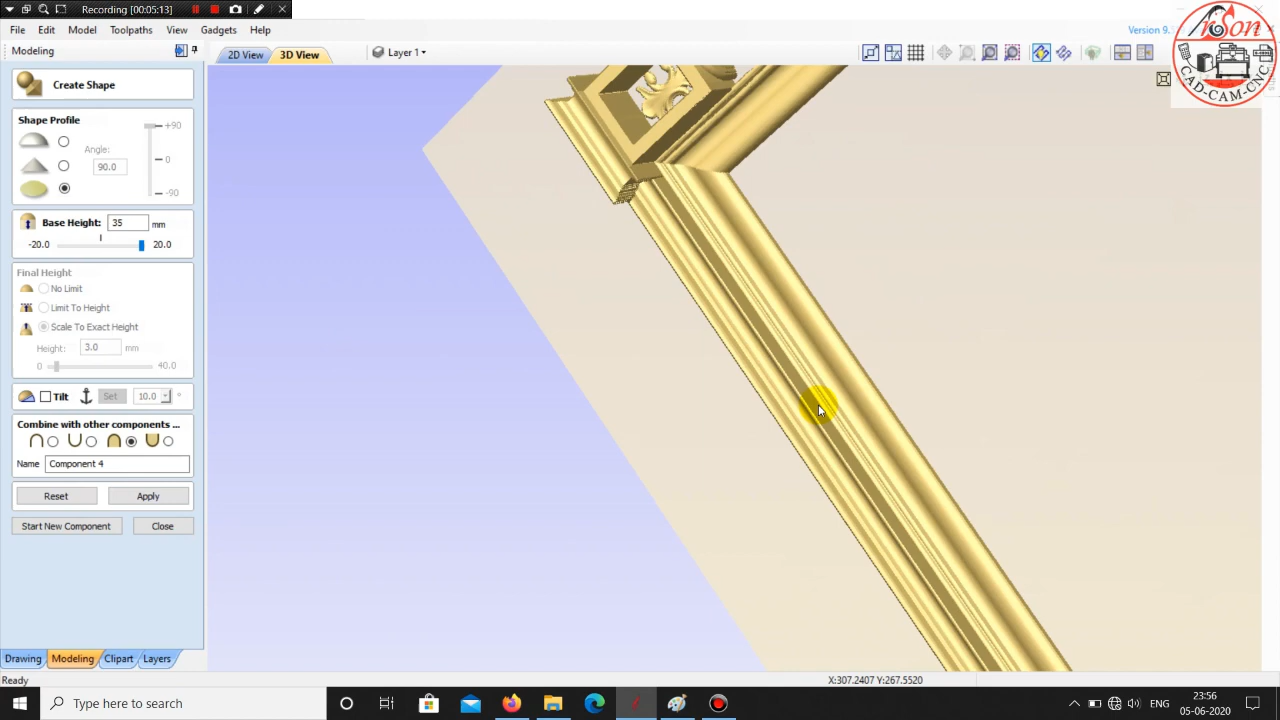 Recording [00:05:13]
File Edit Model Toolpaths View Gadgets Help
Version 9.
Modeling
2D View
3D View
Layer 1
Create Shape
Shape Profile
+90
Angle:
0
90.0
-90
Base Height: 35 mm
-20.0 20.0
Final Height
No Limit
Limit To Height
Scale To Exact Height
Height: 3.0 mm
0 40.0
Tilt Set 10.0 °
Combine with other components ...
Name Component 4
Reset Apply
Start New Component Close
Drawing Modeling Clipart Layers
Ready
X:307.2407 Y:267.5520
Type here to search
ENG
23:56
05-06-2020
CAD-CAM-CNC